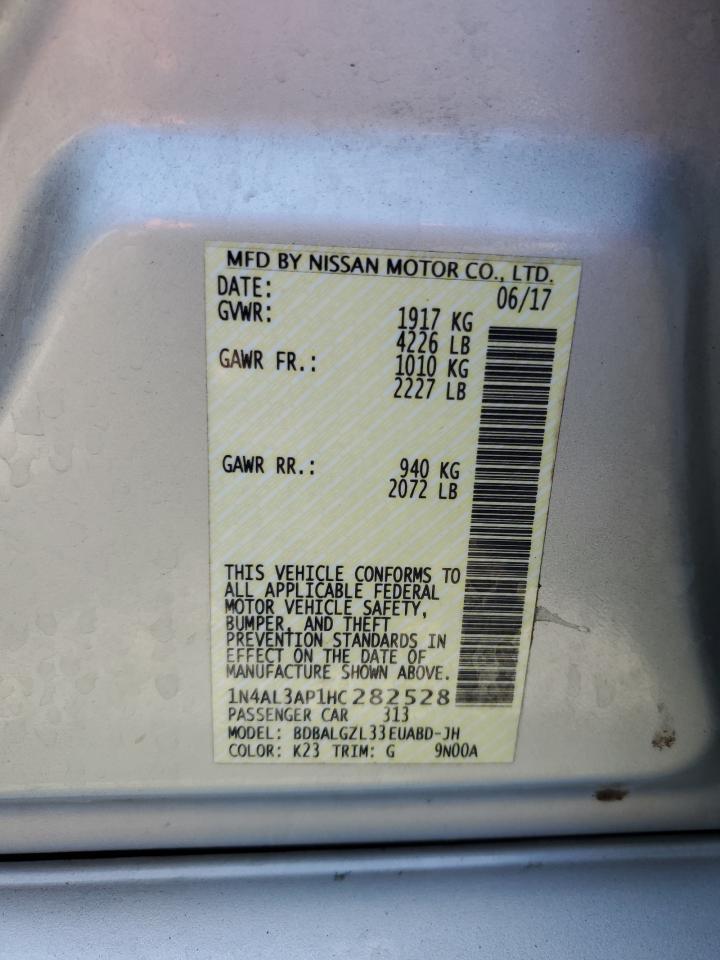 MFD BY NISSAN MOTOR CO., LTD.
DATE: 06/17
GVWR: 1917 KG
4226 LB
GAWR FR.: 1010 KG
2227 LB
GAWR RR.: 940 KG
2072 LB
THIS VEHICLE CONFORMS TO
ALL APPLICABLE FEDERAL
MOTOR VEHICLE SAFETY,
BUMPER, AND THEFT
PREVENTION STANDARDS IN
EFFECT ON THE DATE OF
MANUFACTURE SHOWN ABOVE.
1N4AL3AP1HC282528
PASSENGER CAR 313
MODEL: BDBALGZL33EUABD-JH
COLOR: K23 TRIM: G 9N00A